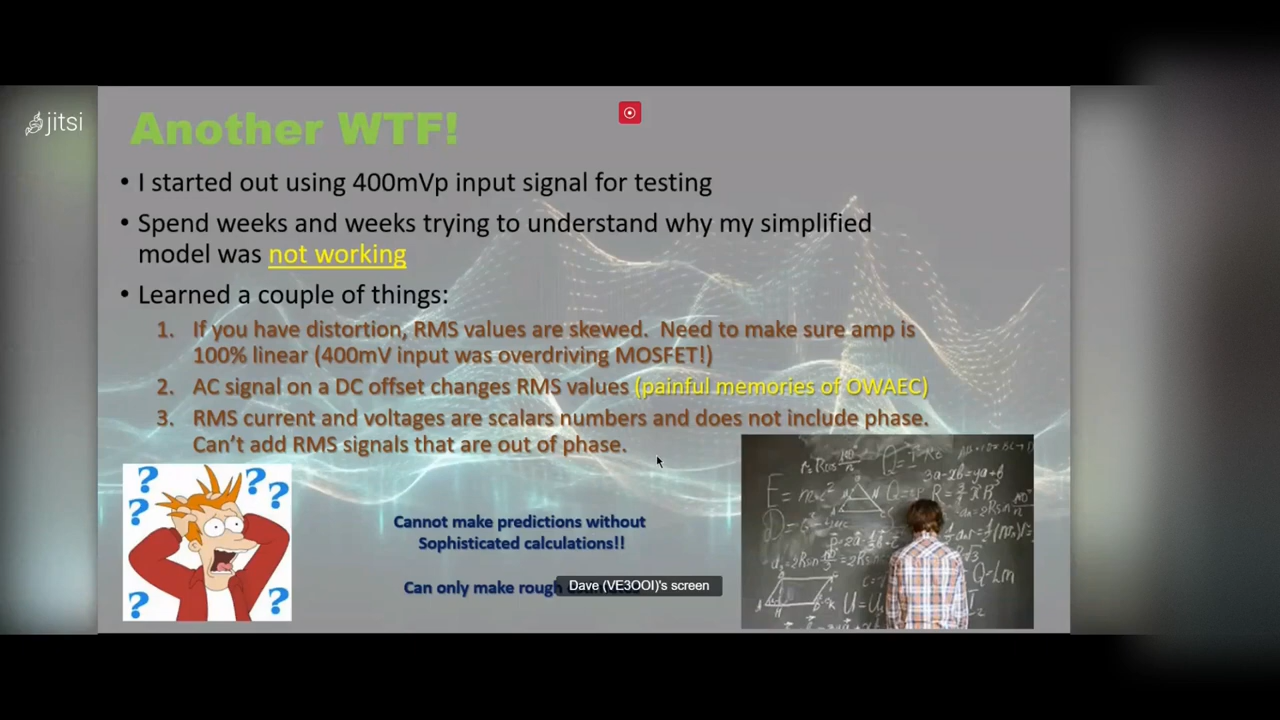 jitsi
Another WTF!
• I started out using 400mVp input signal for testing
• Spend weeks and weeks trying to understand why my simplified
model was not working
• Learned a couple of things:
1. If you have distortion, RMS values are skewed. Need to make sure amp is
100% linear (400mV input was overdriving MOSFET!)
2. AC signal on a DC offset changes RMS values (painful memories of OWAEC)
3. RMS current and voltages are scalars numbers and does not include phase.
Can't add RMS signals that are out of phase.
? ? ? ? ? ?
Cannot make predictions without
Sophisticated calculations!!
Can only make rough
Dave (VE3OOI)'s screen